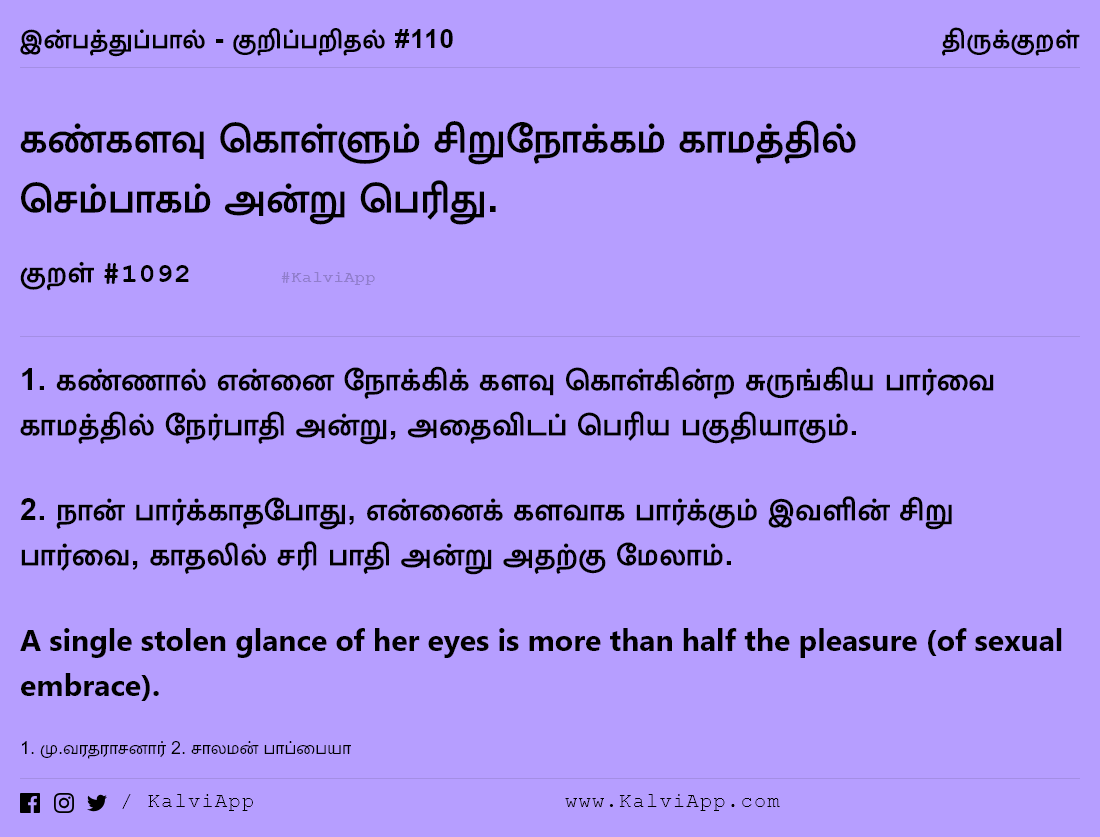 இன்பத்துப்பால் - குறிப்பறிதல் #110 திருக்குறள்
கண்களவு கொள்ளும் சிறுநோக்கம் காமத்தில்
செம்பாகம் அன்று பெரிது.
குறள் #1092 #KalviApp
1. கண்ணால் என்னை நோக்கிக் களவு கொள்கின்ற சுருங்கிய பார்வை
காமத்தில் நேர்பாதி அன்று, அதைவிடப் பெரிய பகுதியாகும்.
2. நான் பார்க்காதபோது, என்னைக் களவாக பார்க்கும் இவளின் சிறு
பார்வை, காதலில் சரி பாதி அன்று அதற்கு மேலாம்.
A single stolen glance of her eyes is more than half the pleasure (of sexual
embrace).
1. மு.வரதராசனார் 2. சாலமன் பாப்பையா
/ KalviApp www.KalviApp.com